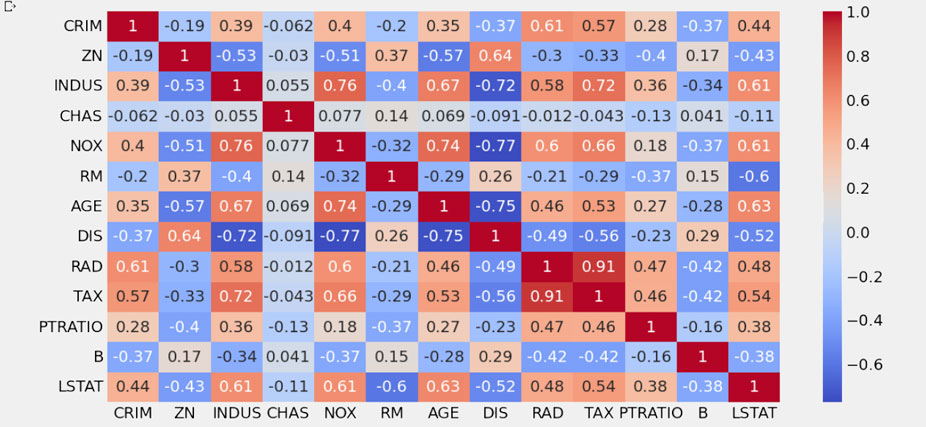 CRIM 1 -0.19 0.39 -0.062 0.4 -0.2 0.35 -0.37 0.61 0.57 0.28 -0.37 0.44
ZN -0.19 1 -0.53 -0.03 -0.51 0.37 -0.57 0.64 -0.3 -0.33 -0.4 0.17 -0.43
INDUS 0.39 -0.53 1 0.055 0.76 -0.4 0.67 -0.72 0.58 0.72 0.36 -0.34 0.61
CHAS -0.062 -0.03 0.055 1 0.077 0.14 0.069 -0.091 -0.012 -0.043 -0.13 0.041 -0.11
NOX 0.4 -0.51 0.76 0.077 1 -0.32 0.74 -0.77 0.6 0.66 0.18 -0.37 0.61
RM -0.2 0.37 -0.4 0.14 -0.32 1 -0.29 0.26 -0.21 -0.29 -0.37 0.15 -0.6
AGE 0.35 -0.57 0.67 0.069 0.74 -0.29 1 -0.75 0.46 0.53 0.27 -0.28 0.63
DIS -0.37 0.64 -0.72 -0.091 -0.77 0.26 -0.75 1 -0.49 -0.56 -0.23 0.29 -0.52
RAD 0.61 -0.3 0.58 -0.012 0.6 -0.21 0.46 -0.49 1 0.91 0.47 -0.42 0.48
TAX 0.57 -0.33 0.72 -0.043 0.66 -0.29 0.53 -0.56 0.91 1 0.46 -0.42 0.54
PTRATIO 0.28 -0.4 0.36 -0.13 0.18 -0.37 0.27 -0.23 0.47 0.46 1 -0.16 0.38
B -0.37 0.17 -0.34 0.041 -0.37 0.15 -0.28 0.29 -0.42 -0.42 -0.16 1 -0.38
LSTAT 0.44 -0.43 0.61 -0.11 0.61 -0.6 0.63 -0.52 0.48 0.54 0.38 -0.38 1
CRIM ZN INDUS CHAS NOX RM AGE DIS RAD TAX PTRATIO B LSTAT
1.0
0.8
0.6
0.4
0.2
0.0
−0.2
−0.4
−0.6